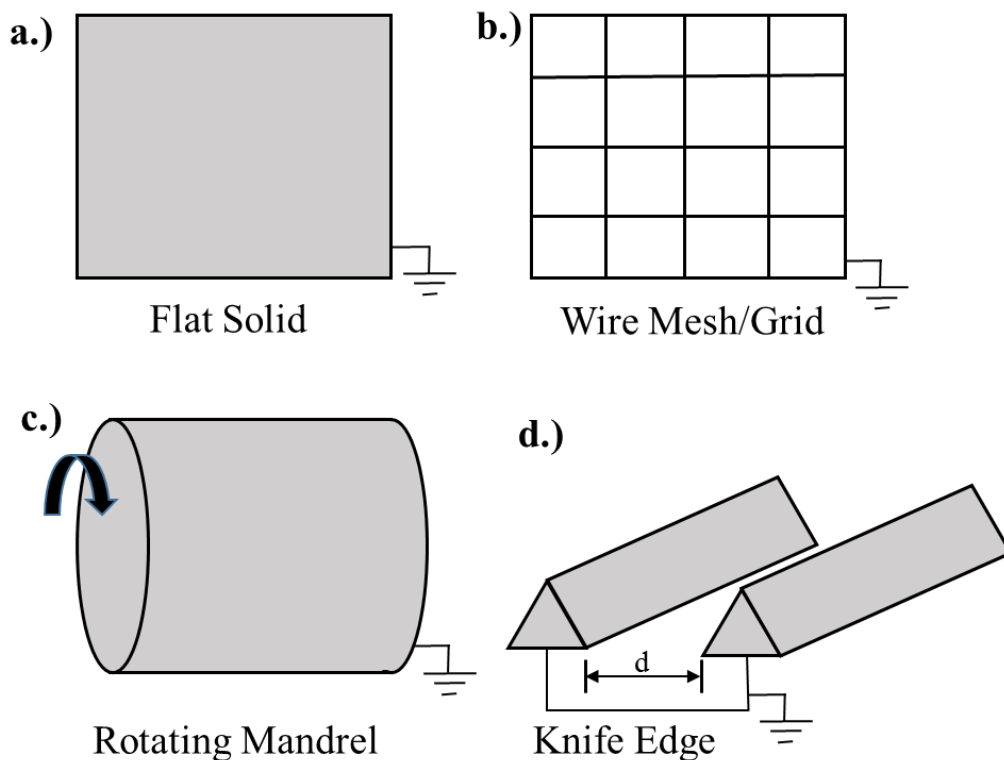 a.)
Flat Solid
b.)
Wire Mesh/Grid
c.)
Rotating Mandrel
d.)
d
Knife Edge